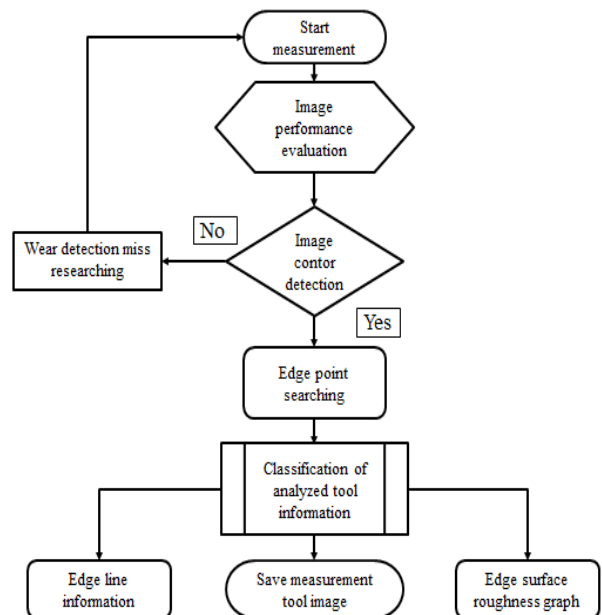 Start
measurement
Image
performance
evaluation
No
Wear detection miss
researching
Image
contor
detection
Yes
Edge point
searching
Classification of
analyzed tool
information
Edge line
information
Save measurement
tool image
Edge surface
roughness graph